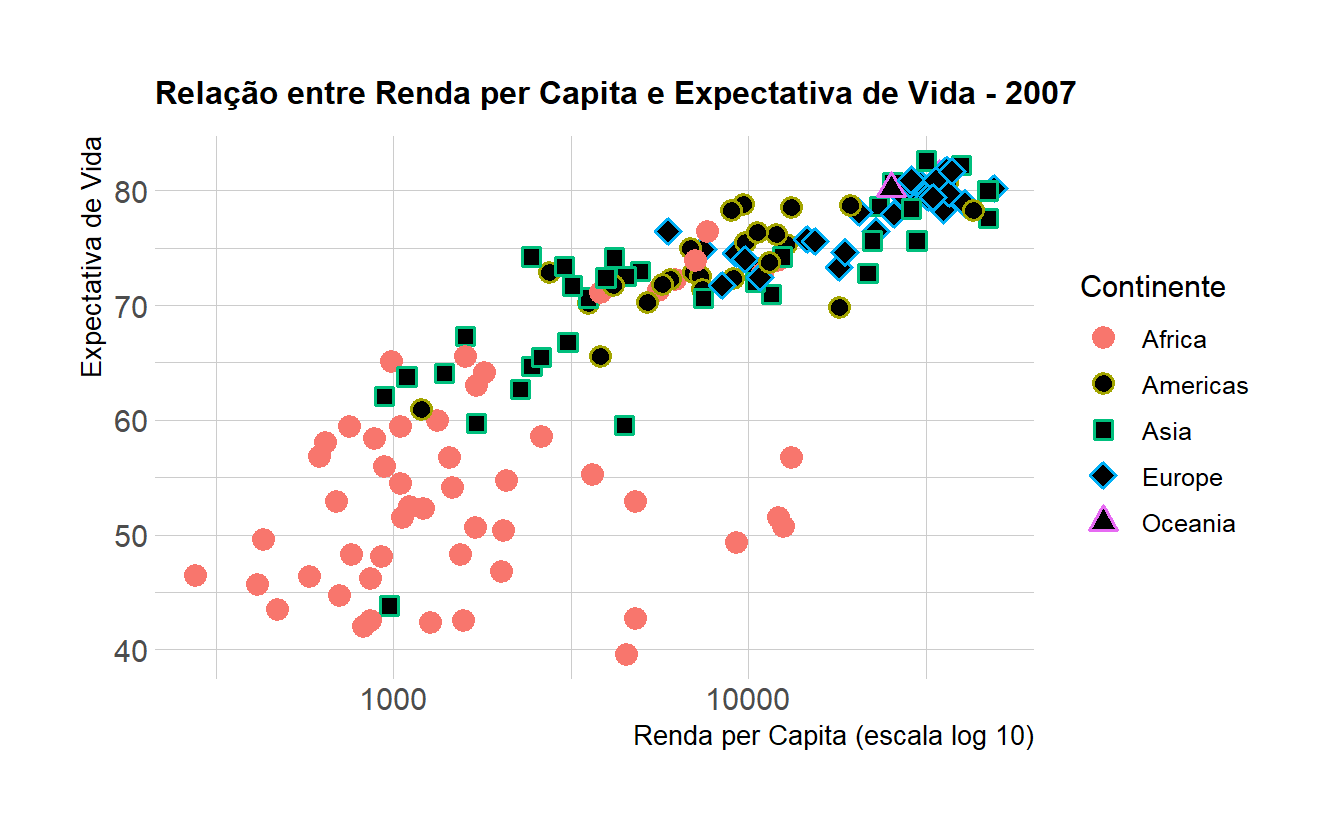 Relação entre Renda per Capita e Expectativa de Vida - 2007
Expectativa de Vida
80
70
60
50
40
1000
10000
Renda per Capita (escala log 10)
Continente
Africa
Americas
Asia
Europe
Oceania